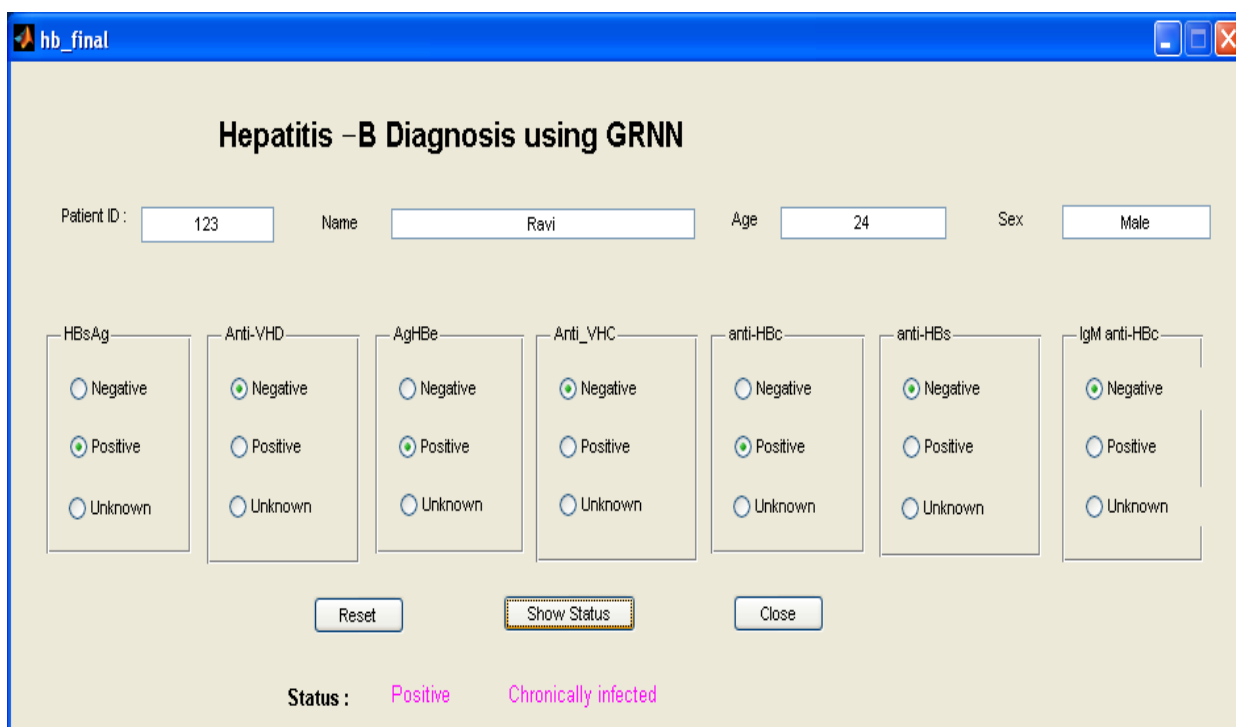 hb_final
Hepatitis –B Diagnosis using GRNN
Patient ID : 123 Name Ravi Age 24 Sex Male
HBsAg Anti-VHD AgHBe Anti_VHC anti-HBc anti-HBs IgM anti-HBc
Negative Negative Negative Negative Negative Negative Negative
Positive Positive Positive Positive Positive Positive Positive
Unknown Unknown Unknown Unknown Unknown Unknown Unknown
Reset Show Status Close
Status : Positive Chronically infected